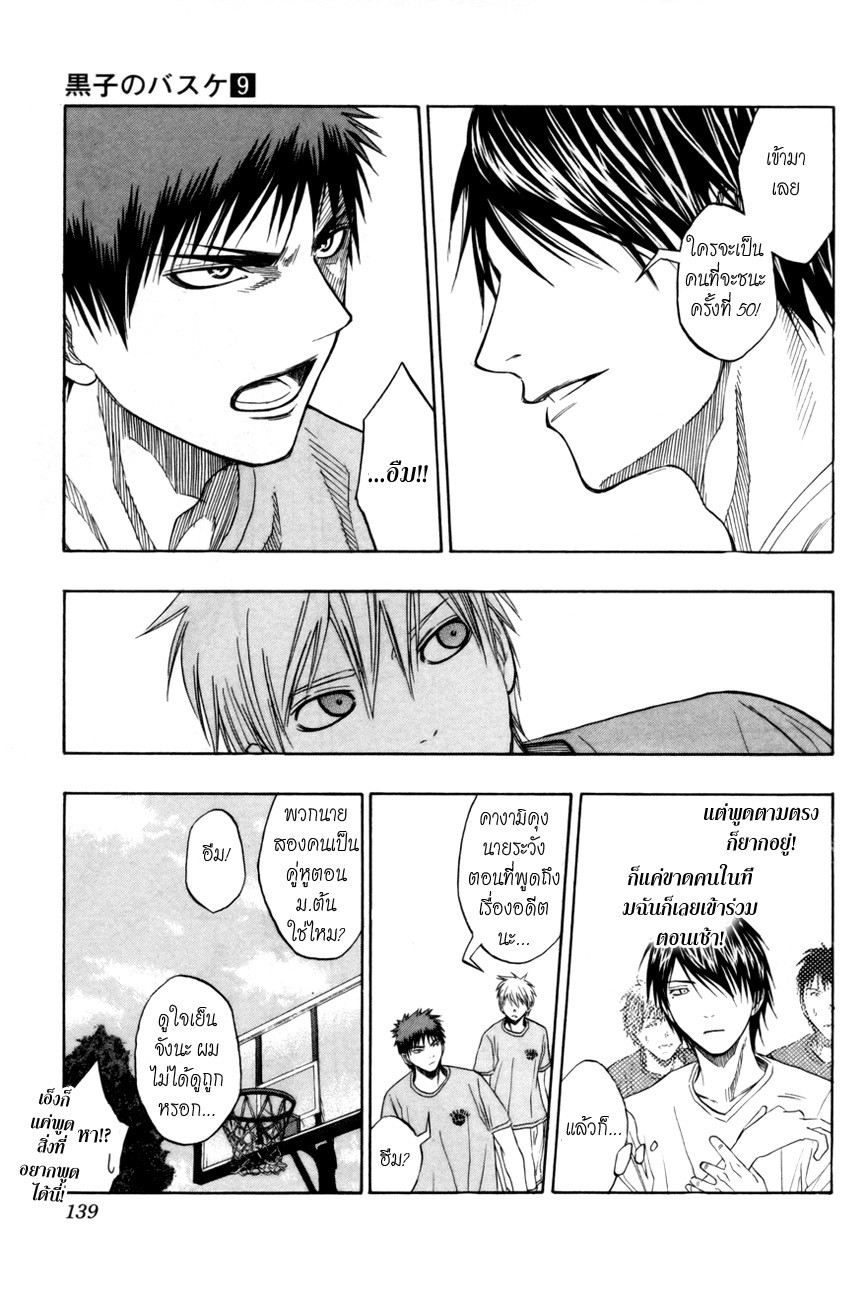 黒子のバスケ 9
เข้ามา
เลย
ใครจะเป็น
คนที่จะชนะ
ครั้งที่ 50!
...อืม!!
แต่พูดตามตรง
ก็ยากอยู่!
ก็แค่ขาดคนในที
มฉันก็เลยเข้าร่วม
ตอนเช้า!
แล้วก็...
คางามิคุง
นายระวัง
ตอนที่พูดถึง
เรื่องอดีต
นะ...
ฮืม?
พวกนาย
สองคนเป็น
คู่หูตอน
ม.ต้น
ใช่ไหม?
อืม!
ดูใจเย็น
จังนะ ผม
ไม่ได้ดูถูก
หรอก...
หา!?
เอ็งก็
แค่พูด
สิ่งที่
อยากพูด
ได้นี่!
139